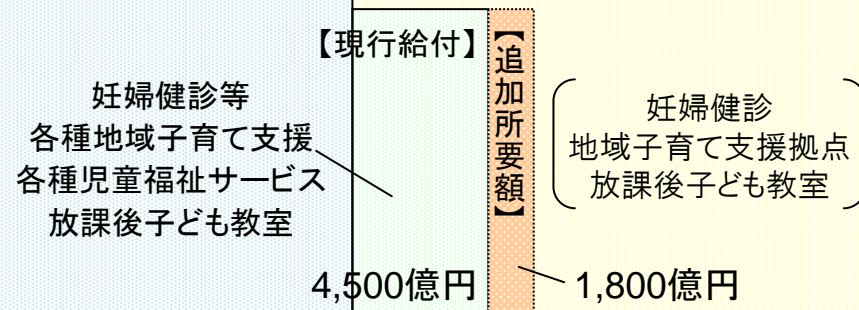 【現行給付】
【追加所要額】
妊婦健診等
各種地域子育て支援
各種児童福祉サービス
放課後子ども教室
妊婦健診
地域子育て支援拠点
放課後子ども教室
4,500億円
1,800億円